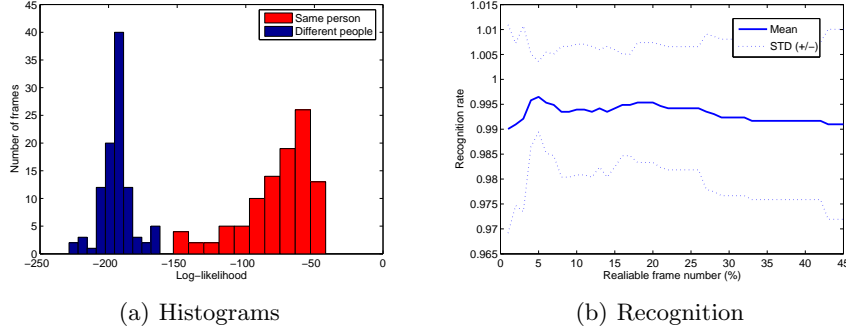 45
40
35
30
25
20
15
10
5
0
Number of frames
Same person
Different people
−250 −200 −150 −100 −50 0
Log−likelihood
(a) Histograms
1.015
1.01
1.005
1
0.995
0.99
0.985
0.98
0.975
0.97
0.965
Recognition rate
Mean
STD (+/−)
0 5 10 15 20 25 30 35 40 45
Realiable frame number (%)
(b) Recognition